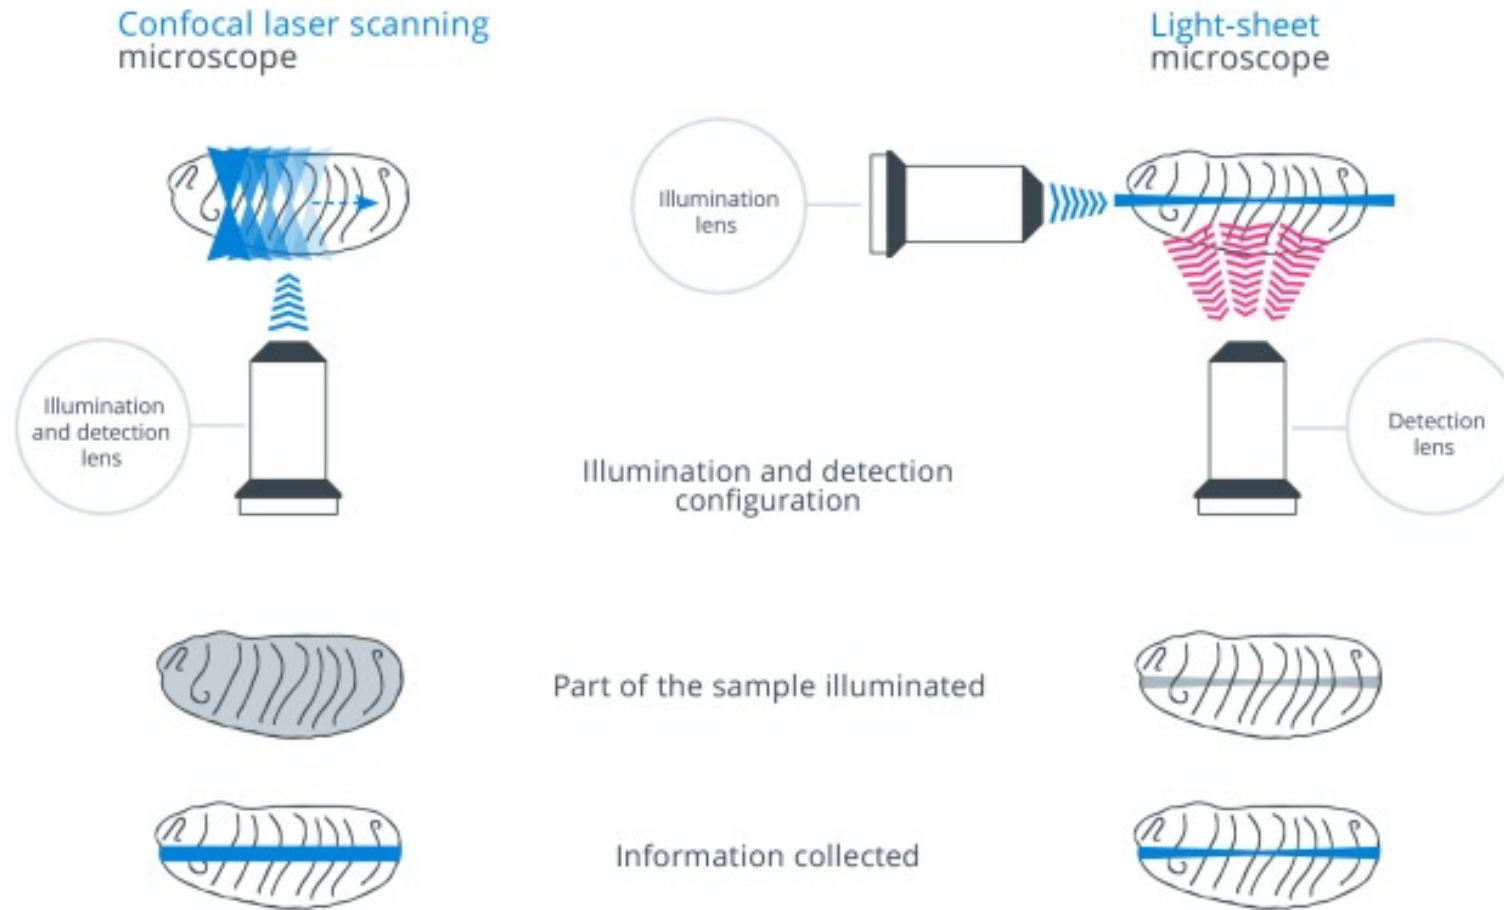 Confocal laser scanning
microscope
Light-sheet
microscope
Illumination
lens
Illumination
and detection
lens
Illumination and detection
configuration
Detection
lens
Part of the sample illuminated
Information collected